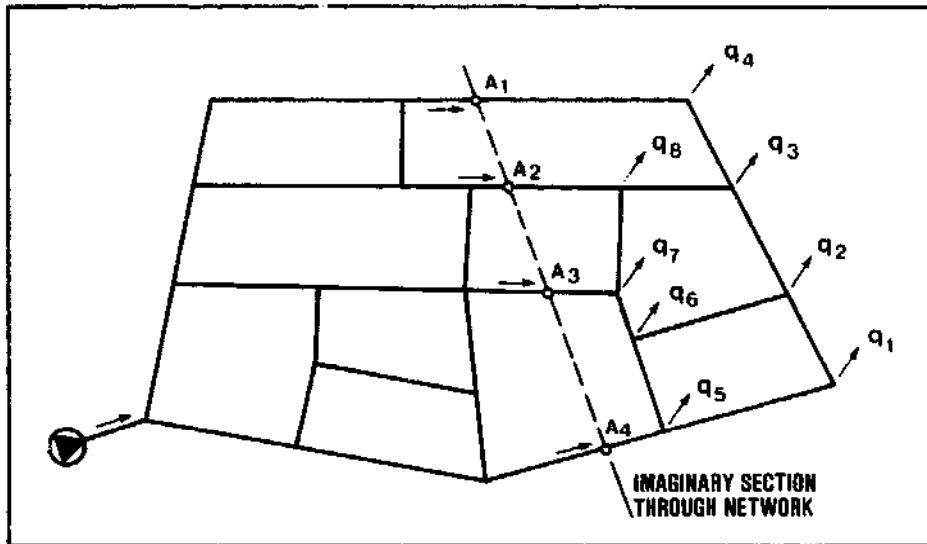 q4
A1
q8
q3
A2
q7
q2
A3
q6
q1
q5
A4
IMAGINARY SECTION
THROUGH NETWORK